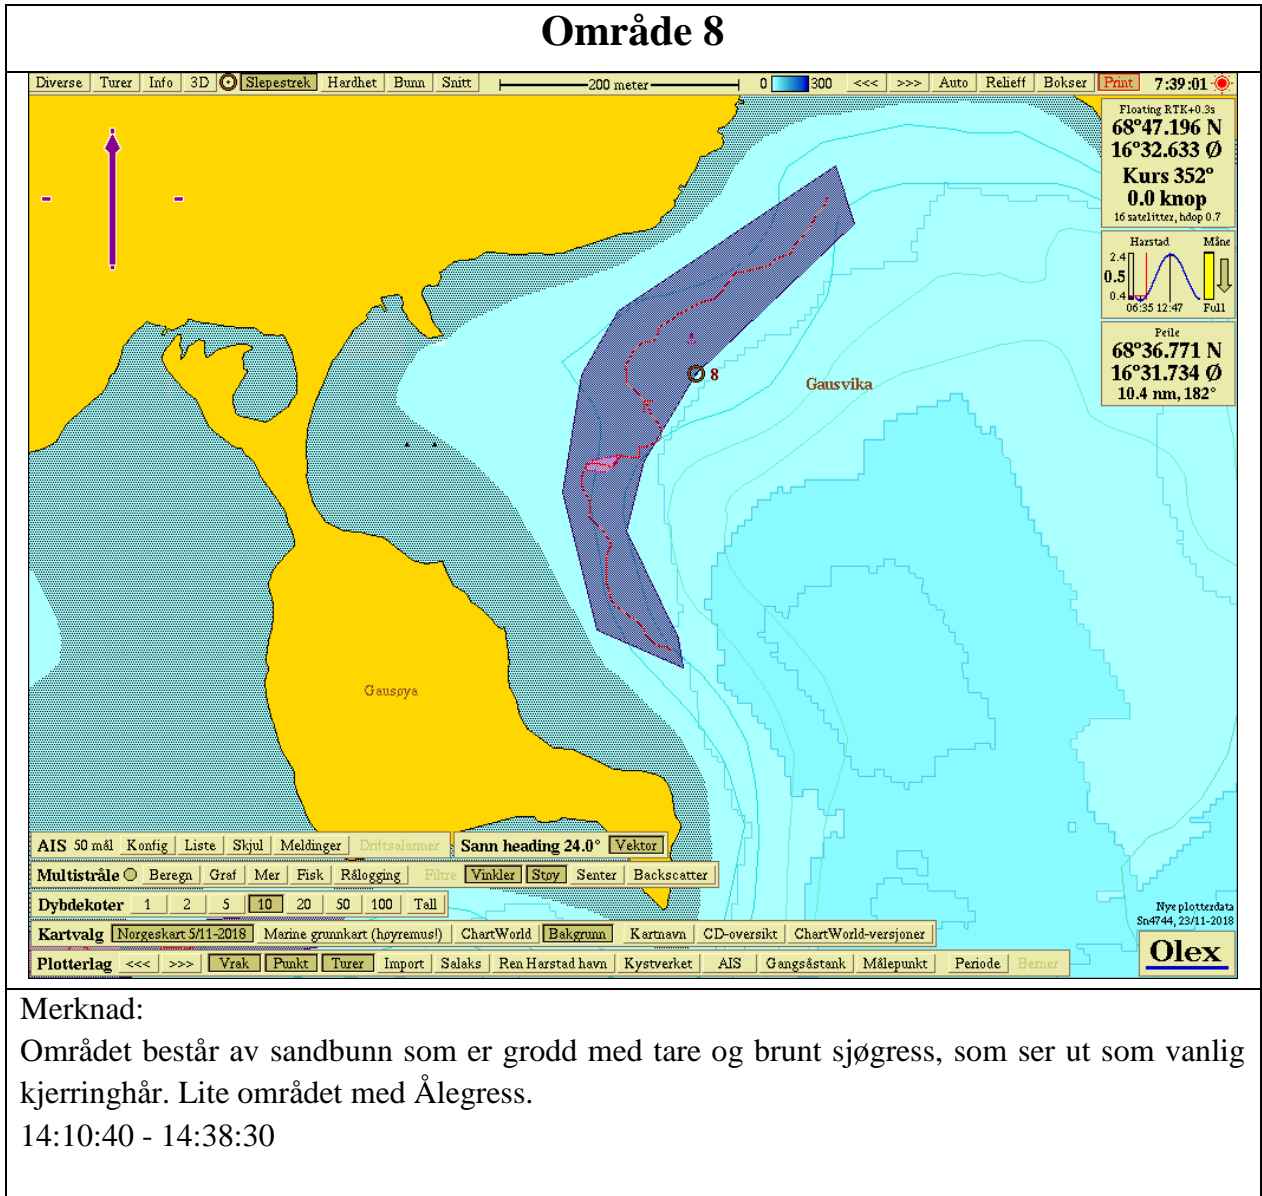 Område 8
Diverse Turer Info 3D Slepestrek Hardhet Bunn Snitt 200 meter 0 300 <<< >>> Auto Relieff Bokser Print 7:39:01
Floating RTK+0.3s
68°47.196 N
16°32.633 Ø
Kurs 352°
0.0 knop
16 satelitter, hdop 0.7
Harstad Måne
2.4
0.5
0.4
06:35 12:47 Full
Peile
68°36.771 N
16°31.734 Ø
10.4 nm, 182°
8
Gausvika
Gausøya
AIS 50 mål Konfig Liste Skjul Meldinger Driftsalarmer Sann heading 24.0° Vektor
Multistråle Beregn Graf Mer Fisk Rålogging Filtre Vinkler Støy Senter Backscatter
Dybdekoter 1 2 5 10 20 50 100 Tall
Kartvalg Norgeskart 5/11-2018 Marine grunnkart (høyremus!) ChartWorld Bakgrunn Kartnavn CD-oversikt ChartWorld-versjoner
Plotterlag <<< >>> Vrak Punkt Turer Import Salaks Ren Harstad havn Kystverket AIS Gangsåstank Målepunkt Periode Berner
Nye plotterdata
Sn4744, 23/11-2018
Olex
Merknad:
Området består av sandbunn som er grodd med tare og brunt sjøgress, som ser ut som vanlig
kjerringhår. Lite området med Ålegress.
14:10:40 - 14:38:30